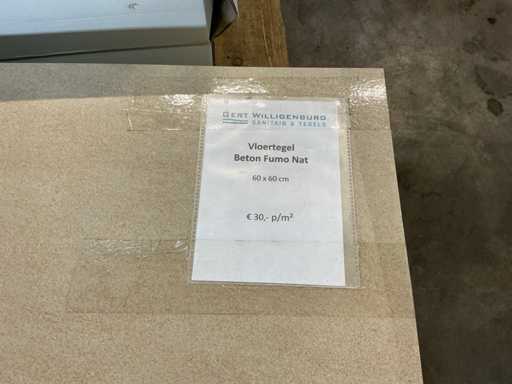 GERT WILLIGENBURG
SANITAIR & TEGELS
Vloertegel
Beton Fumo Nat
60 x 60 cm
€ 30,- p/m²